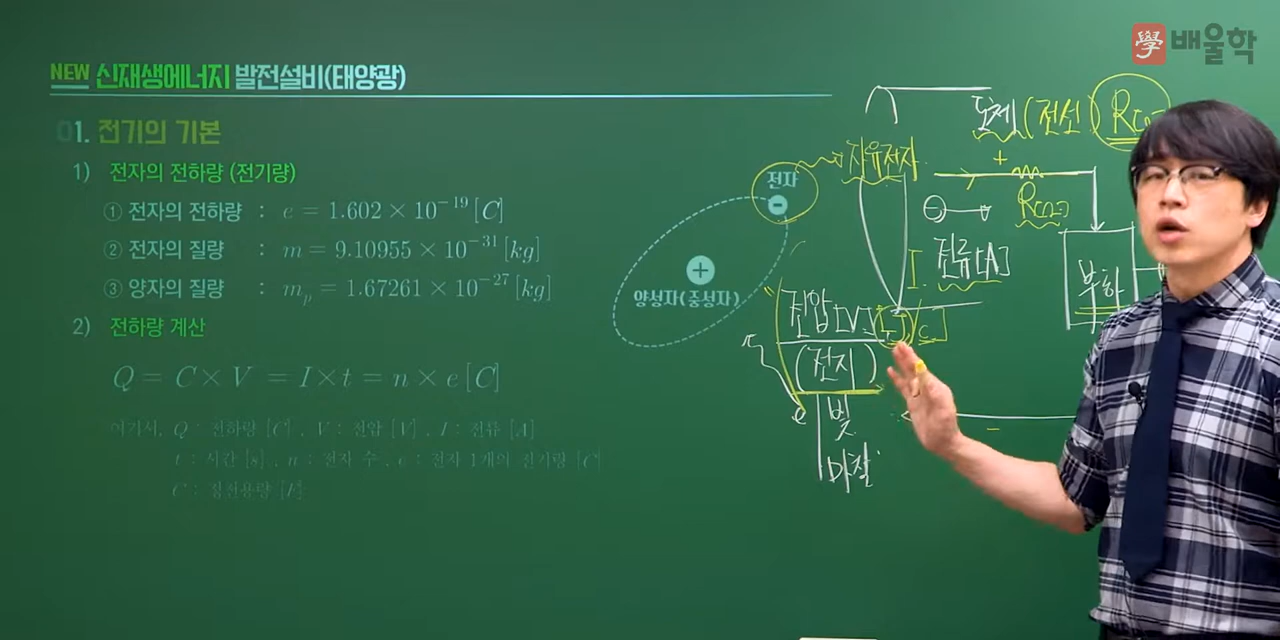 學 배울학
NEW 신재생에너지 발전설비(태양광)
01. 전기의 기본
1) 전자의 전하량 (전기량)
① 전자의 전하량 : e = 1.602 × 10⁻¹⁹ [C]
② 전자의 질량 : m = 9.10955 × 10⁻³¹ [kg]
③ 양자의 질량 : mₚ = 1.67261 × 10⁻²⁷ [kg]
2) 전하량 계산
Q = C × V = I × t = n × e [C]
여기서, Q : 전하량 [C], V : 전압 [V], I : 전류 [A]
t : 시간 [s], n : 전자 수, e : 전자 1개의 전기량 [C]
C : 정전용량 [F]
전자
−
+
양성자(중성자)
도체 (전선) R[Ω]
자유전자
+
R[Ω]
I 전류[A]
부하
전압[V]
[C]
(전지)
e 빛
마찰
−